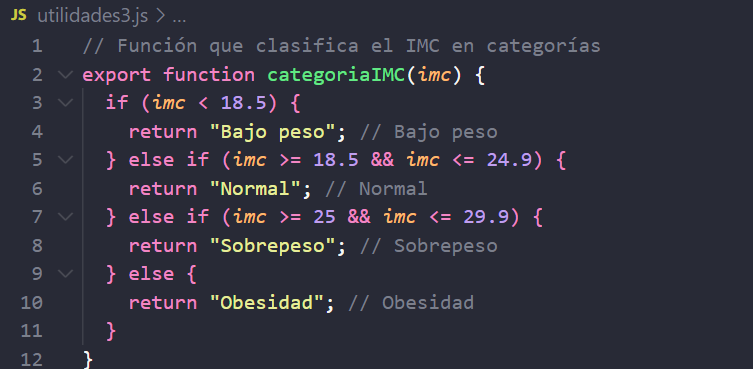 JS utilidades3.js > ...
1 // Función que clasifica el IMC en categorías
2 export function categoriaIMC(imc) {
3   if (imc < 18.5) {
4     return "Bajo peso"; // Bajo peso
5   } else if (imc >= 18.5 && imc <= 24.9) {
6     return "Normal"; // Normal
7   } else if (imc >= 25 && imc <= 29.9) {
8     return "Sobrepeso"; // Sobrepeso
9   } else {
10     return "Obesidad"; // Obesidad
11   }
12 }